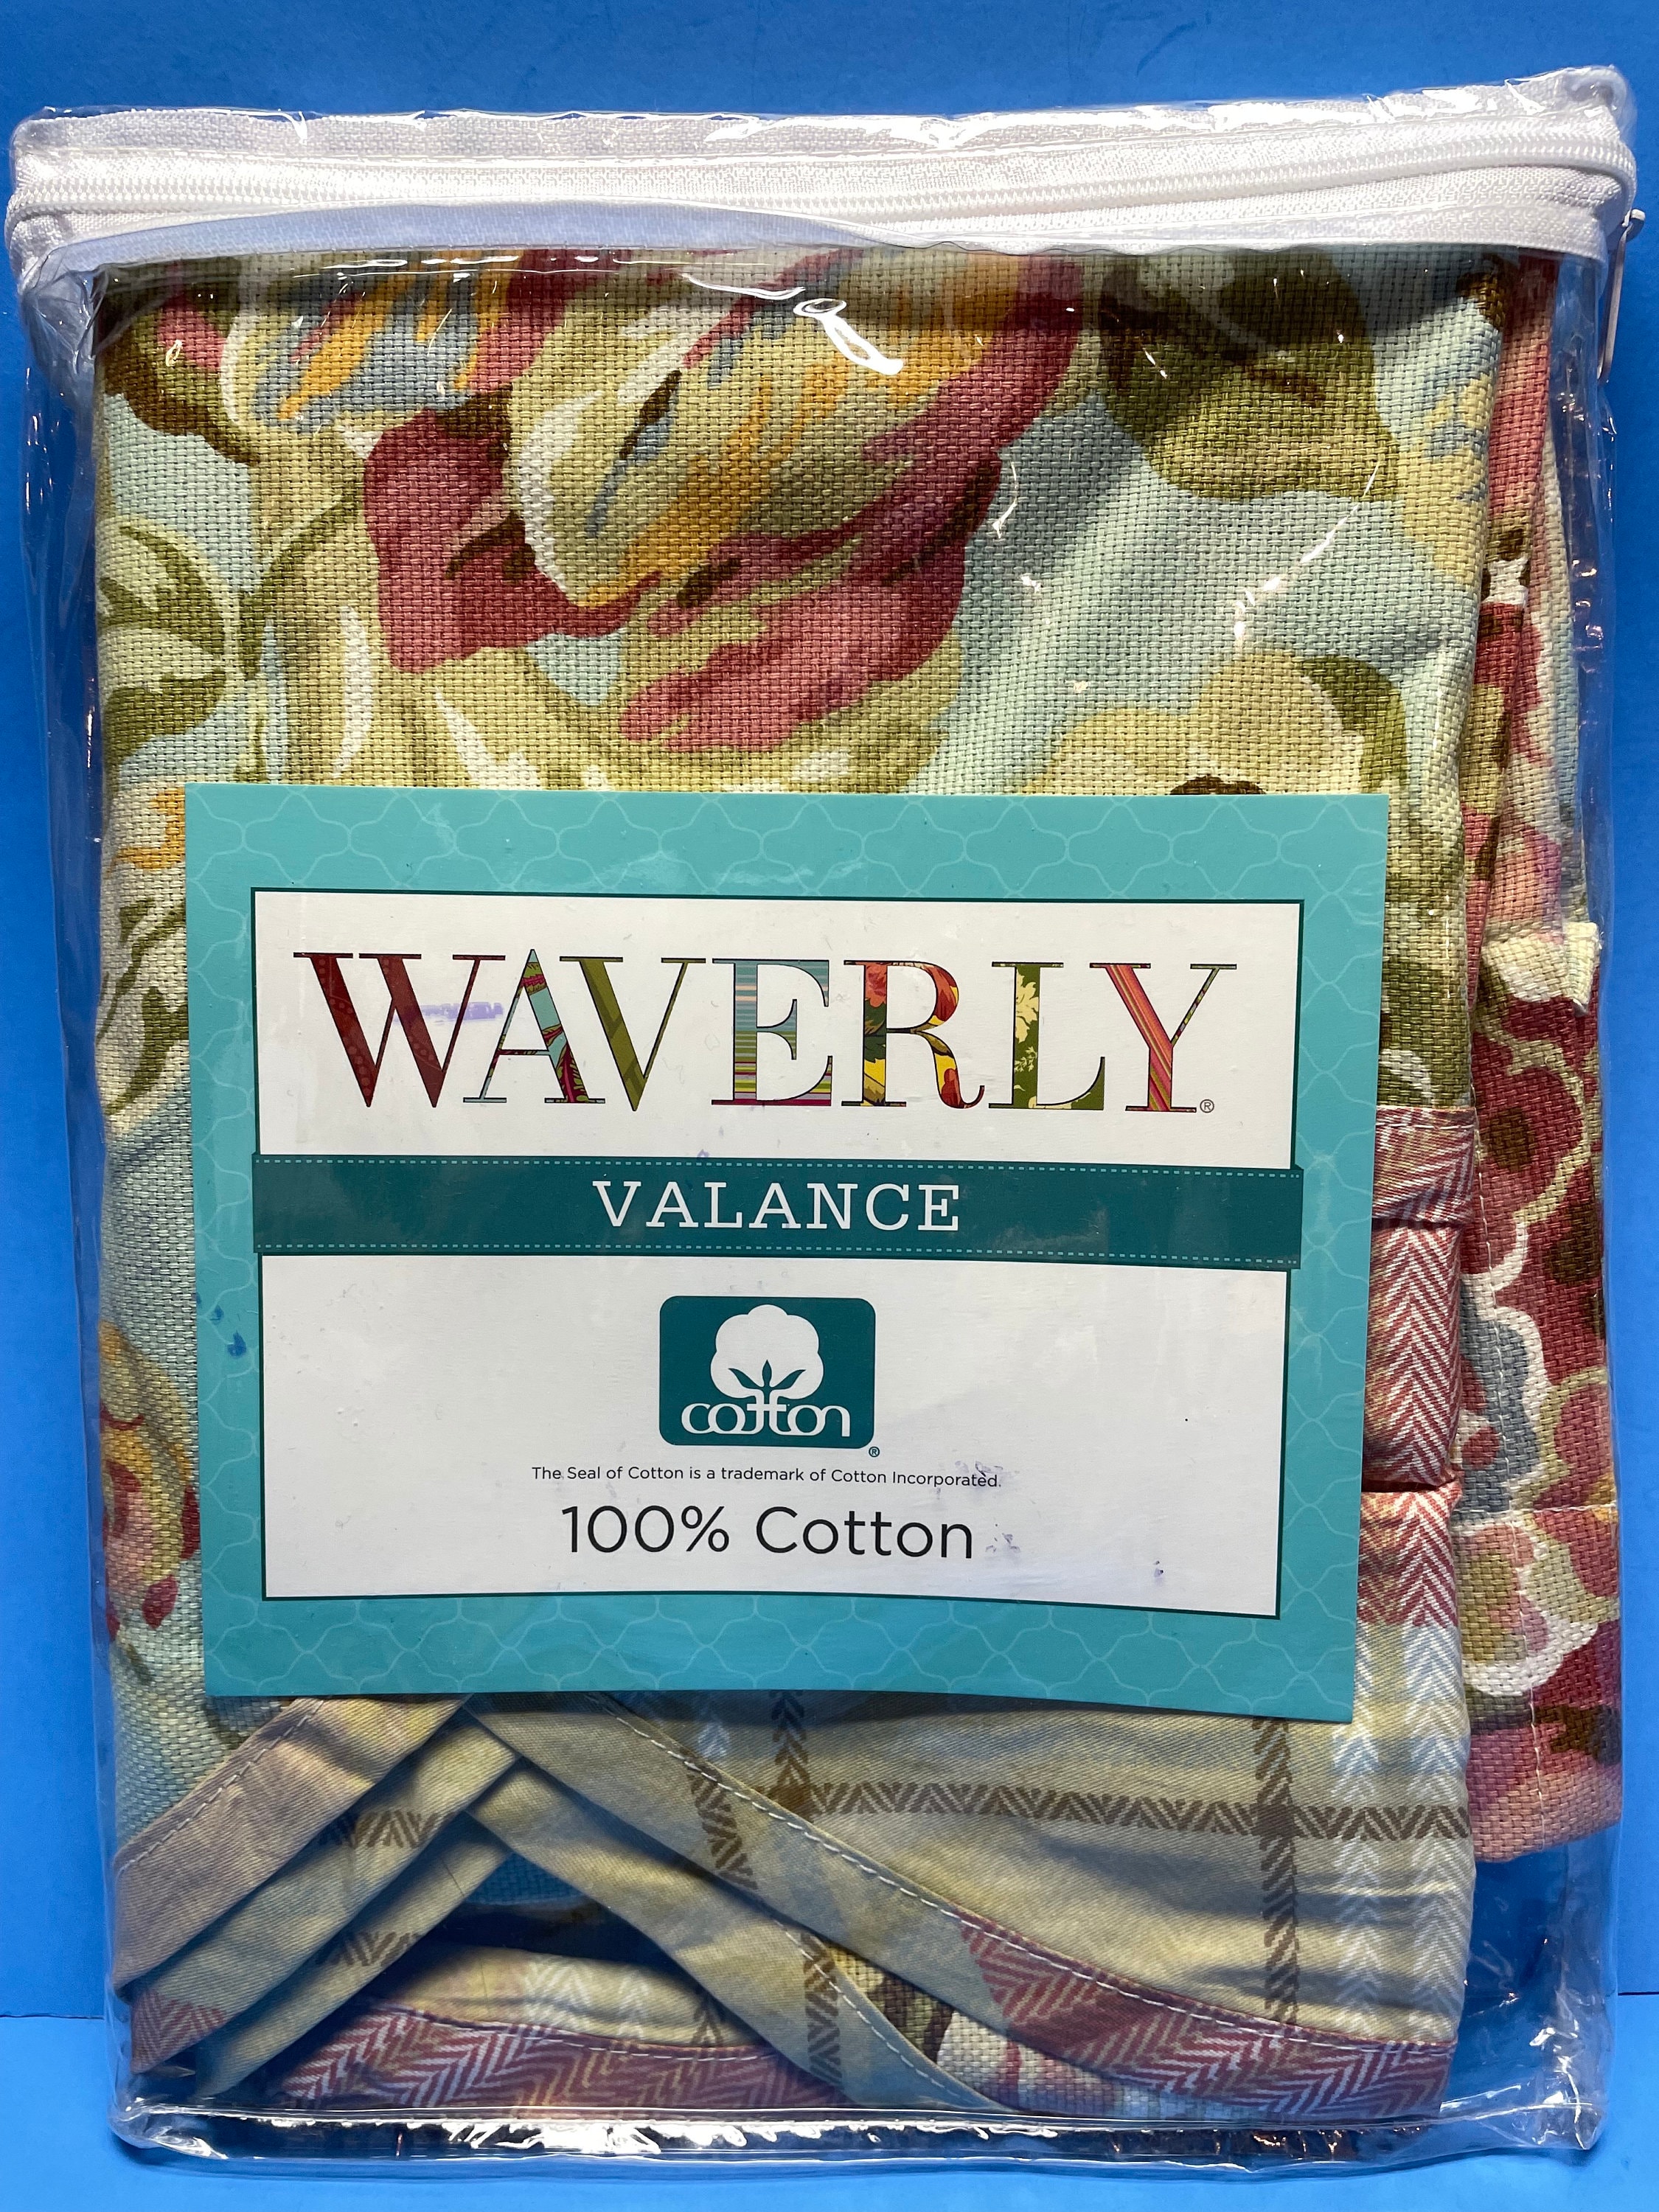 WAVERLY®
VALANCE
cotton®
The Seal of Cotton is a trademark of Cotton Incorporated.
100% Cotton